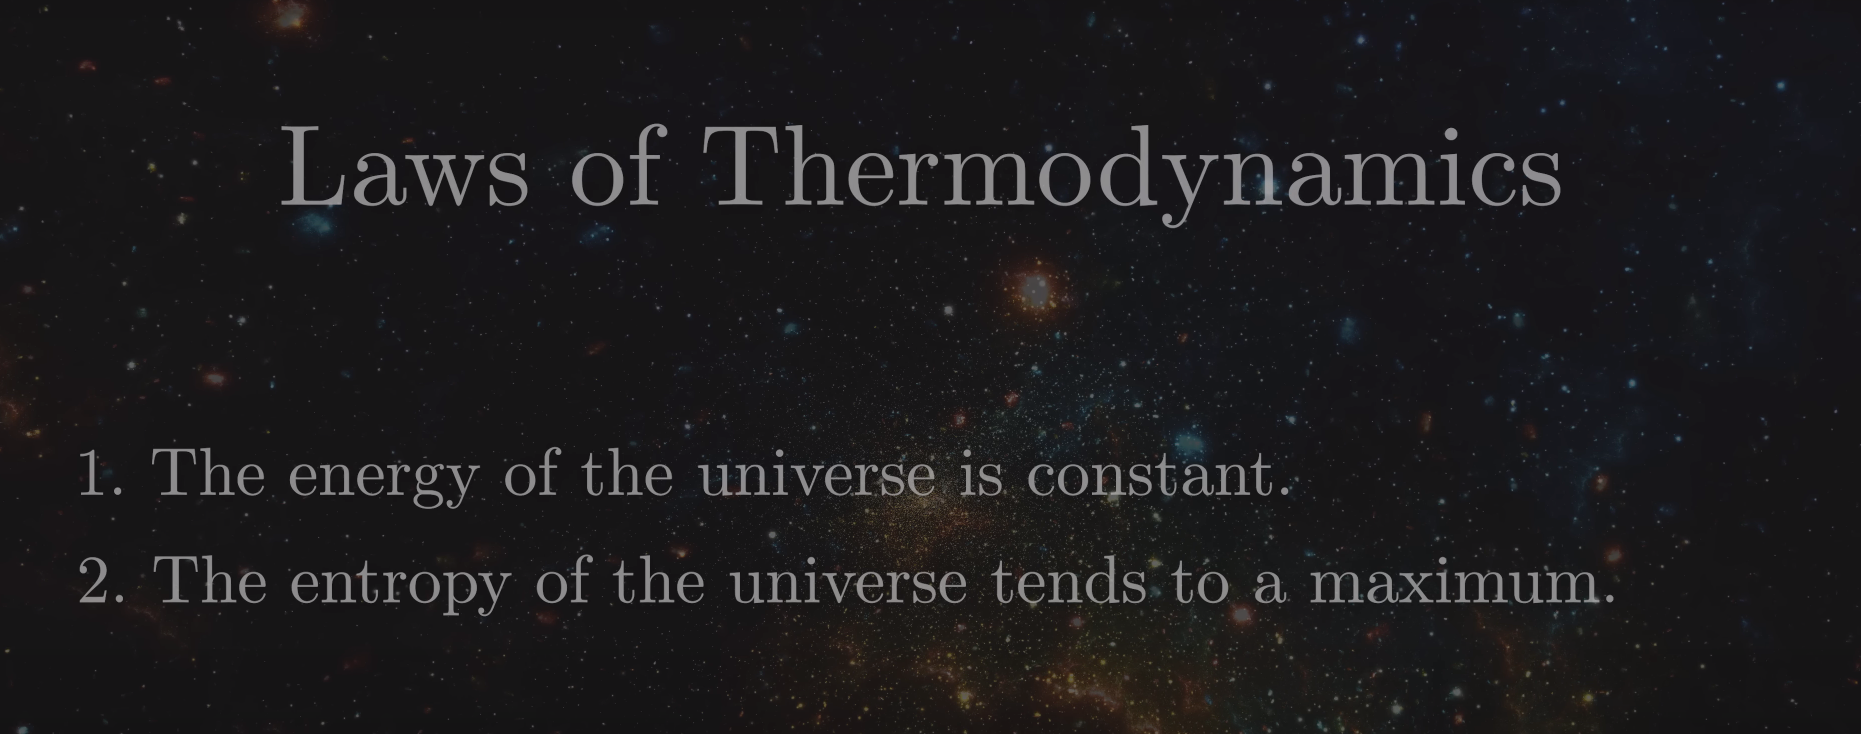 Laws of Thermodynamics
1. The energy of the universe is constant.
2. The entropy of the universe tends to a maximum.